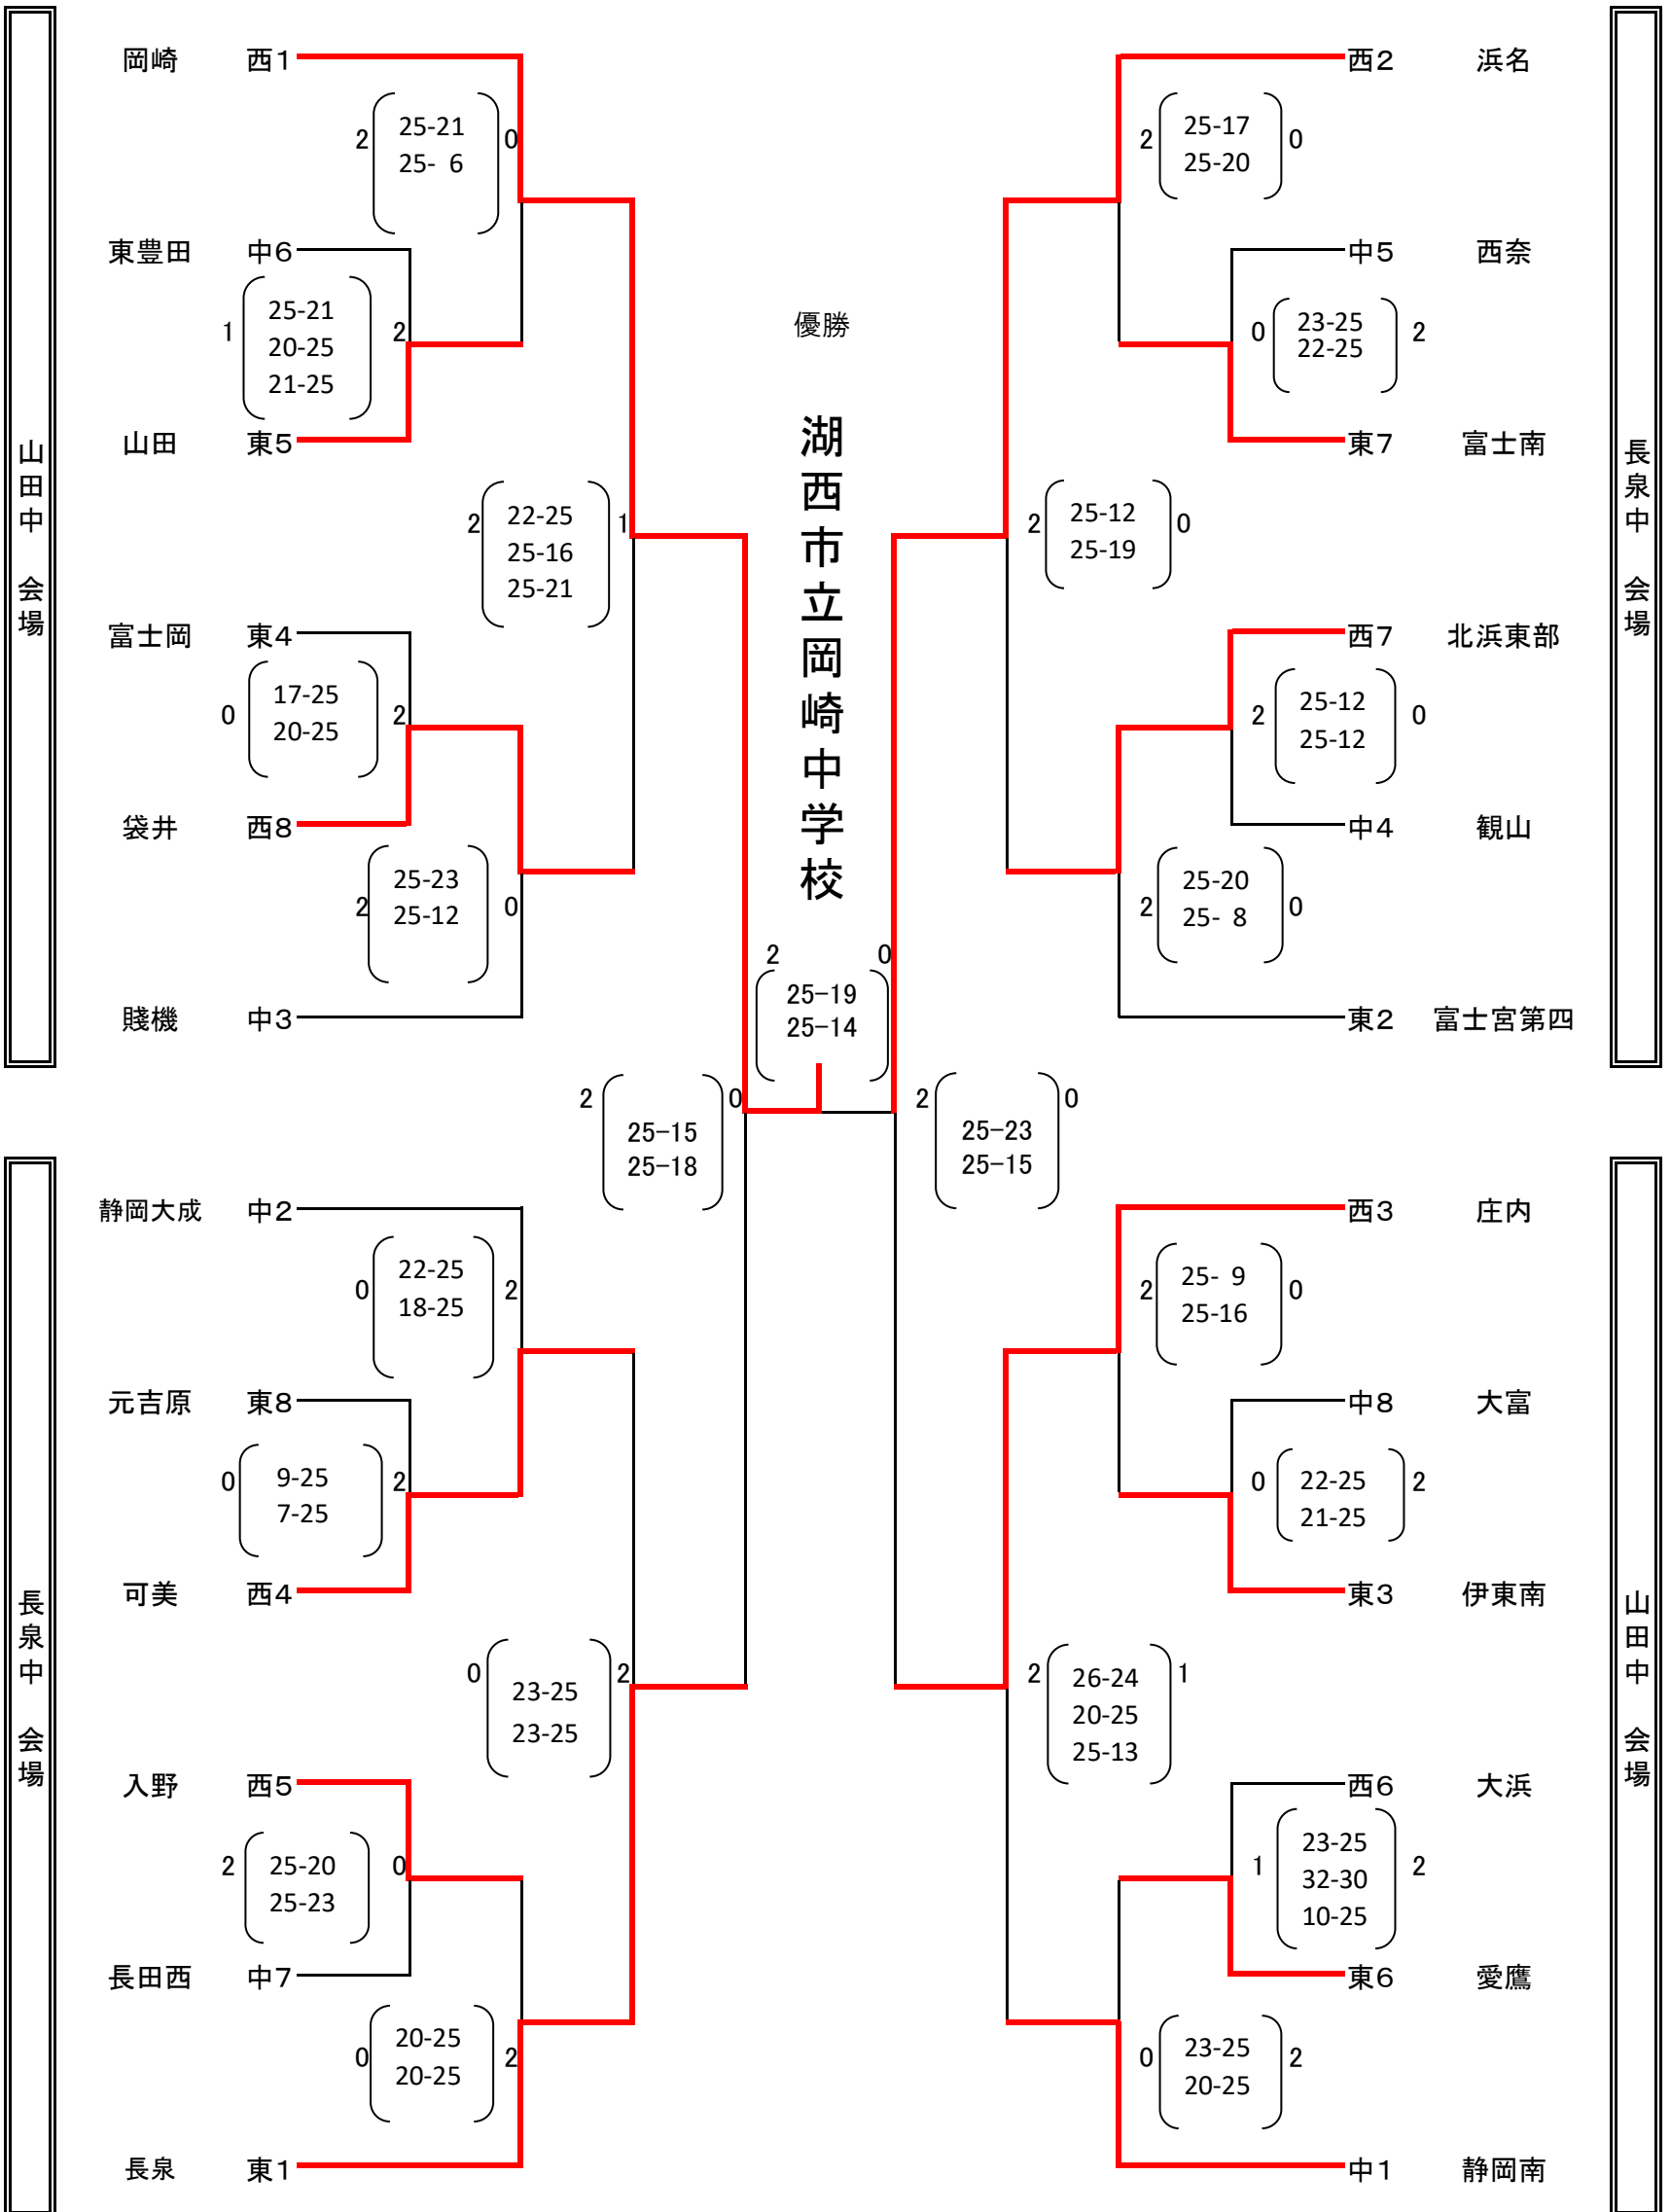 山田中　会場
岡崎 西1
2 25-21 0
25- 6
東豊田 中6
1 25-21 2
20-25
21-25
山田 東5
2 22-25 1
25-16
25-21
富士岡 東4
0 17-25 2
20-25
袋井 西8
2 25-23 0
25-12
賤機 中3
長泉中　会場
静岡大成 中2
0 22-25 2
18-25
元吉原 東8
0 9-25 2
7-25
可美 西4
0 23-25 2
23-25
入野 西5
2 25-20 0
25-23
長田西 中7
0 20-25 2
20-25
長泉 東1
2 25-15 0
25-18
優勝
湖西市立岡崎中学校
2 0
25-19
25-14
2 25-23 0
25-15
長泉中　会場
西2 浜名
2 25-17 0
25-20
中5 西奈
0 23-25 2
22-25
東7 富士南
2 25-12 0
25-19
西7 北浜東部
2 25-12 0
25-12
中4 観山
2 25-20 0
25- 8
東2 富士宮第四
山田中　会場
西3 庄内
2 25- 9 0
25-16
中8 大富
0 22-25 2
21-25
東3 伊東南
2 26-24 1
20-25
25-13
西6 大浜
1 23-25 2
32-30
10-25
東6 愛鷹
0 23-25 2
20-25
中1 静岡南